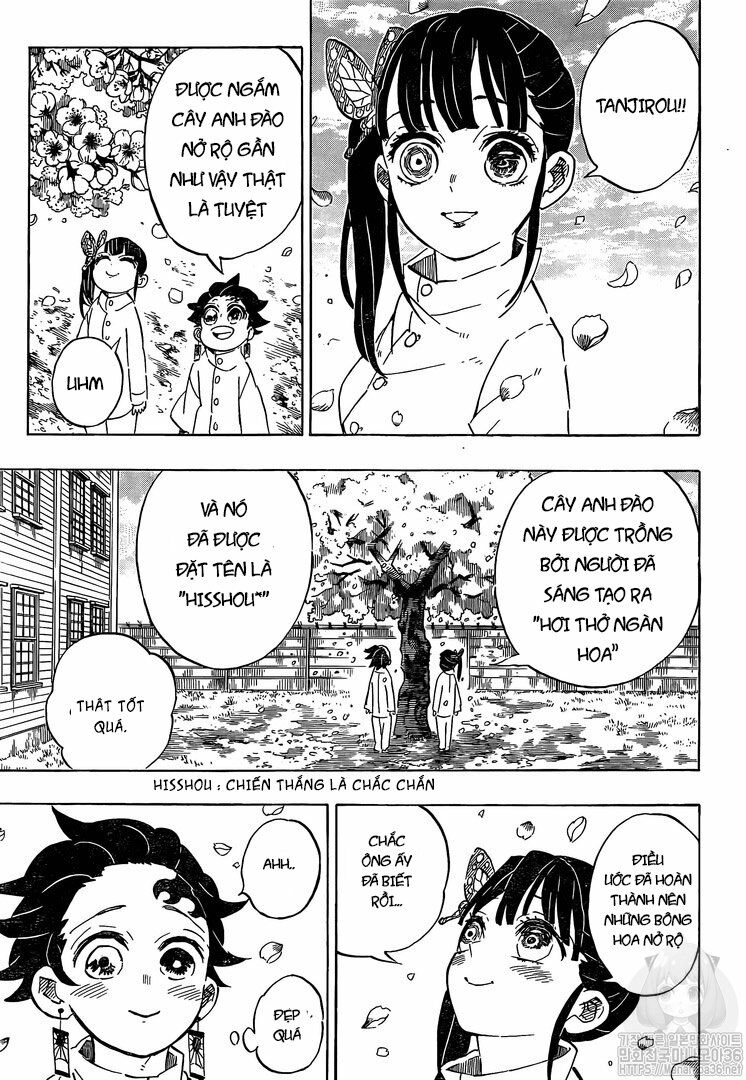 TANJIROU!!
ĐƯỢC NGẮM
CÂY ANH ĐÀO
NỞ RỘ GẦN
NHƯ VẬY THẬT
LÀ TUYỆT
UHM
CÂY ANH ĐÀO
NÀY ĐƯỢC TRỒNG
BỞI NGƯỜI ĐÃ
SÁNG TẠO RA
"HƠI THỞ NGÀN
HOA"
VÀ NÓ
ĐÃ ĐƯỢC
ĐẶT TÊN LÀ
"HISSHOU*"
THÂT TỐT
QUÁ.
HISSHOU : CHIẾN THẮNG LÀ CHẮC CHẮN
ĐIỀU
ƯỚC ĐÃ HOÀN
THÀNH NÊN
NHỮNG BÔNG
HOA NỞ RỘ
CHẮC
ÔNG ẤY
ĐÃ BIẾT
RỒI...
AHH..
ĐẸP
QUÁ